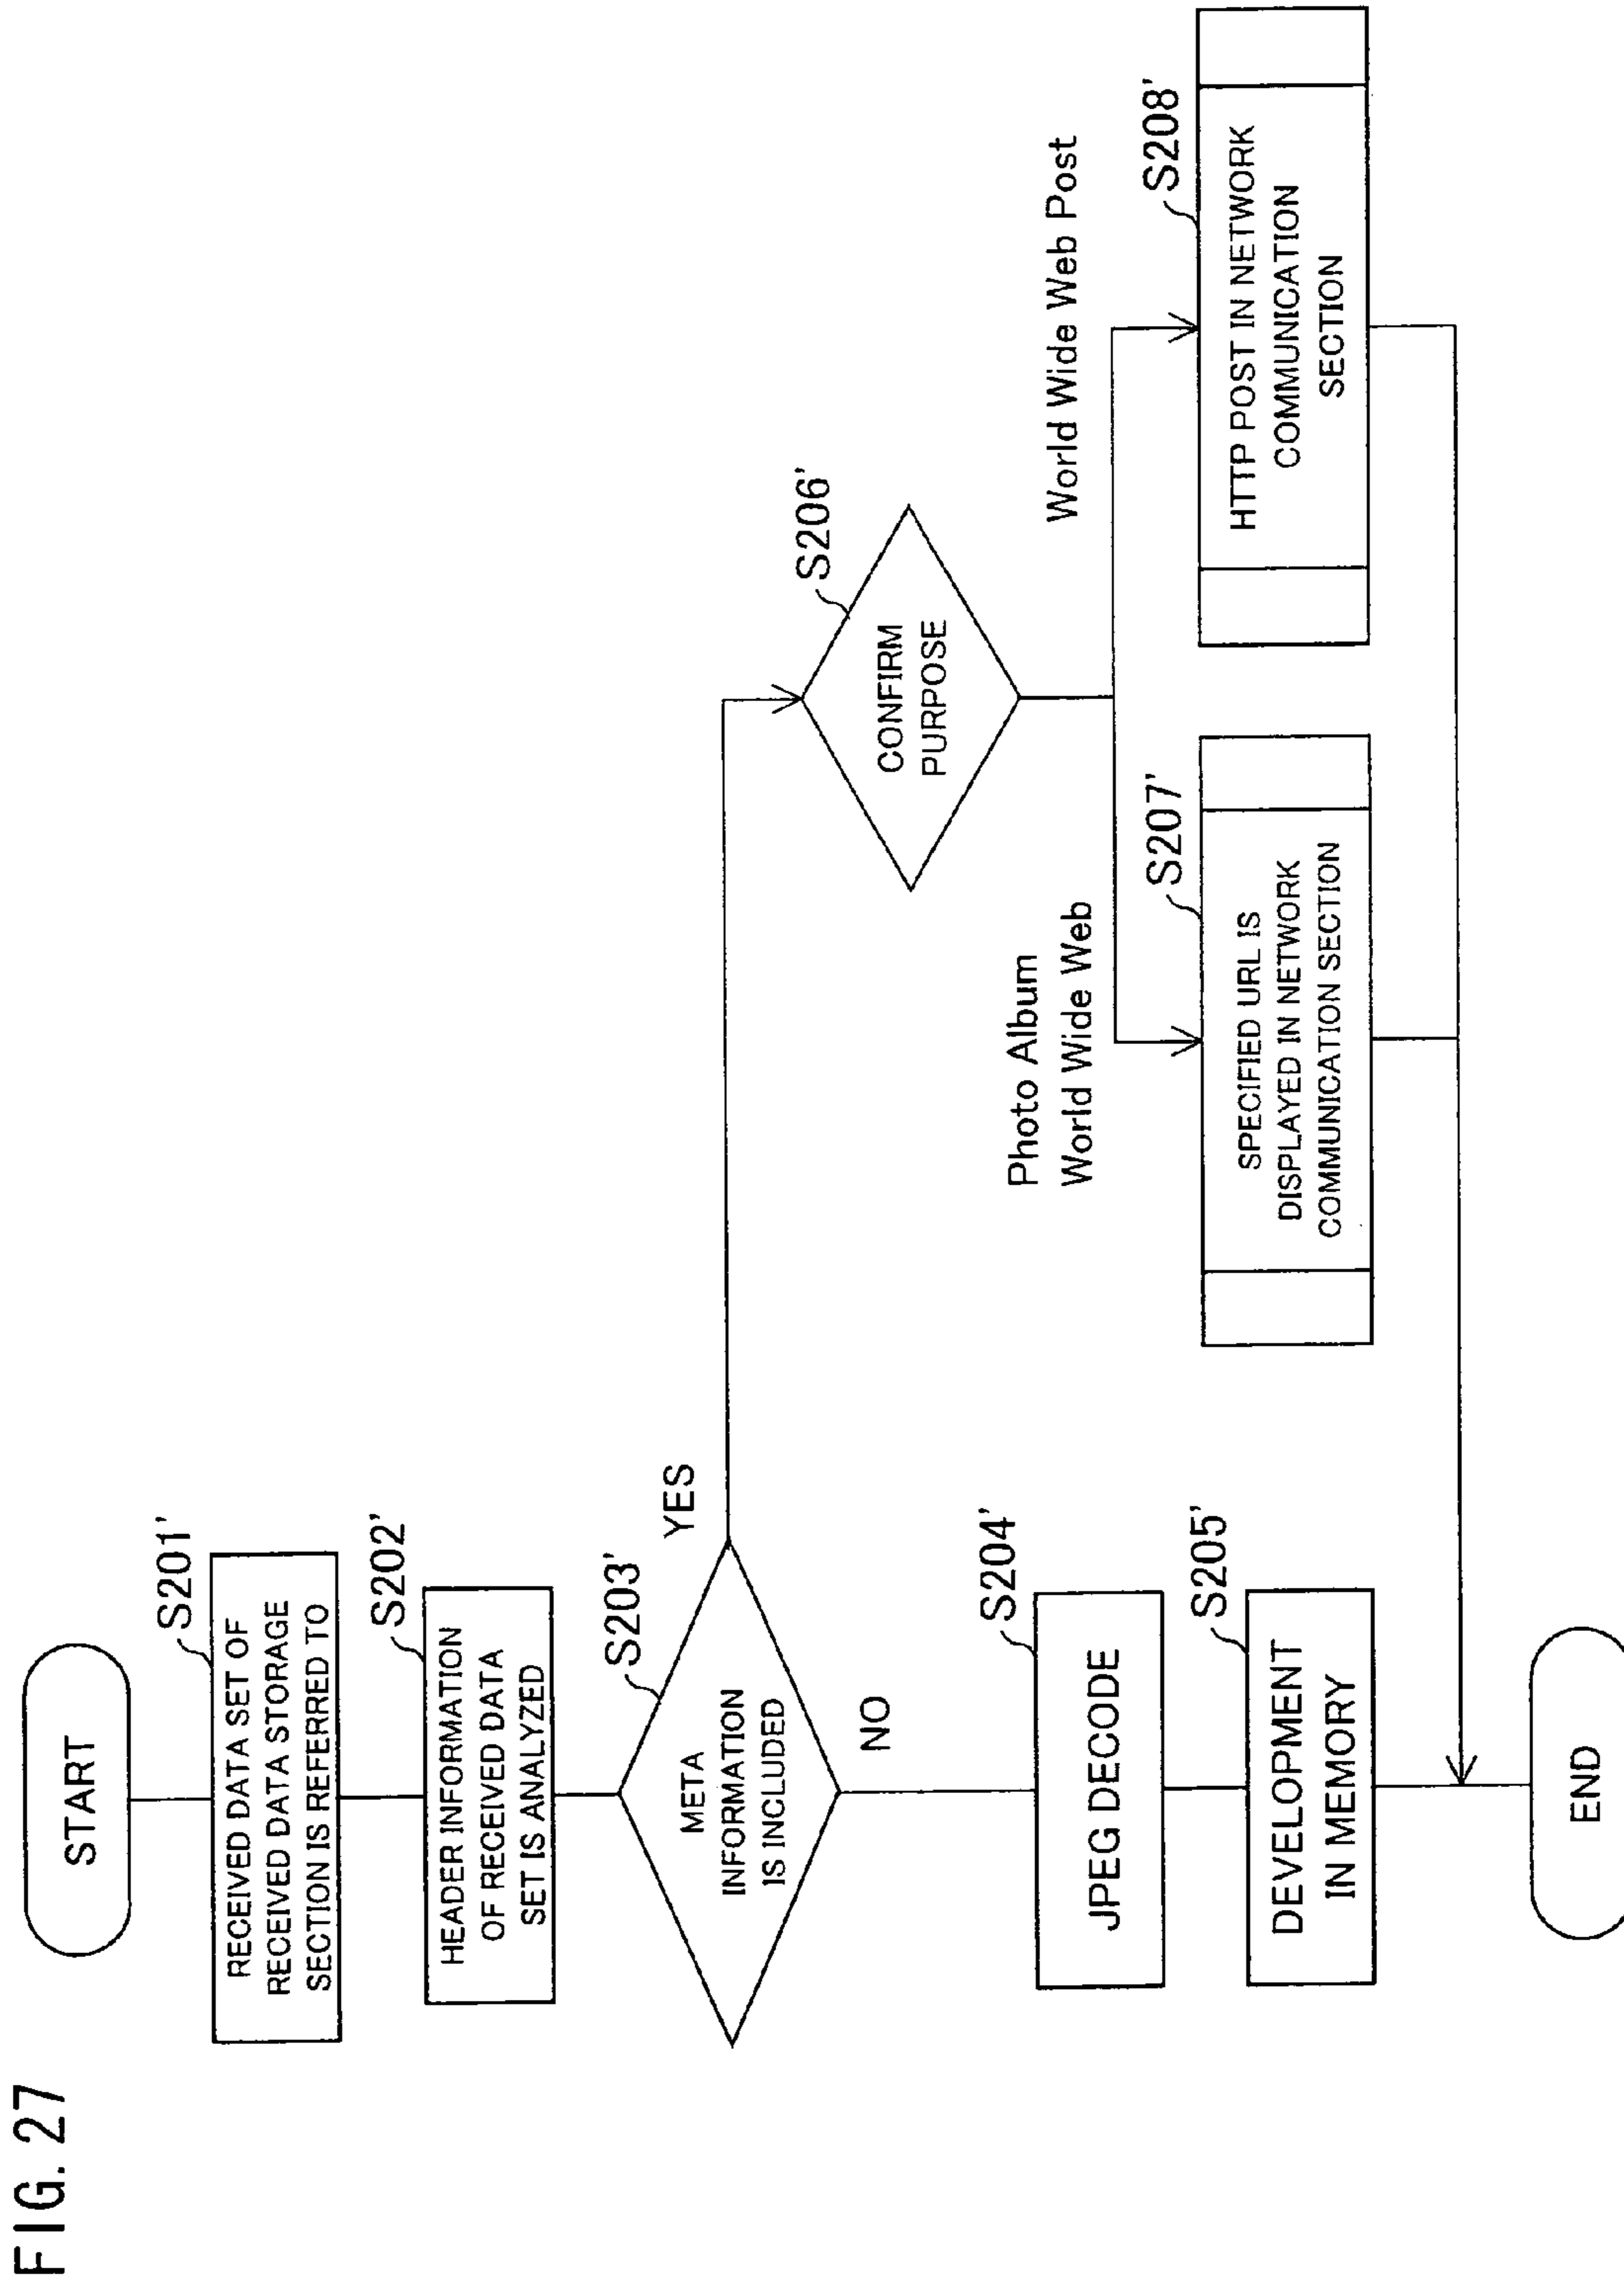 FIG. 27
START
S201'
RECEIVED DATA SET OF
RECEIVED DATA STORAGE
SECTION IS REFERRED TO
S202'
HEADER INFORMATION
OF RECEIVED DATA
SET IS ANALYZED
S203'
META
INFORMATION
IS INCLUDED
YES
NO
S204'
JPEG DECODE
S205'
DEVELOPMENT
IN MEMORY
S206'
CONFIRM
PURPOSE
Photo Album
World Wide Web
S207'
SPECIFIED URL IS
DISPLAYED IN NETWORK
COMMUNICATION SECTION
World Wide Web Post
S208'
HTTP POST IN NETWORK
COMMUNICATION
SECTION
END